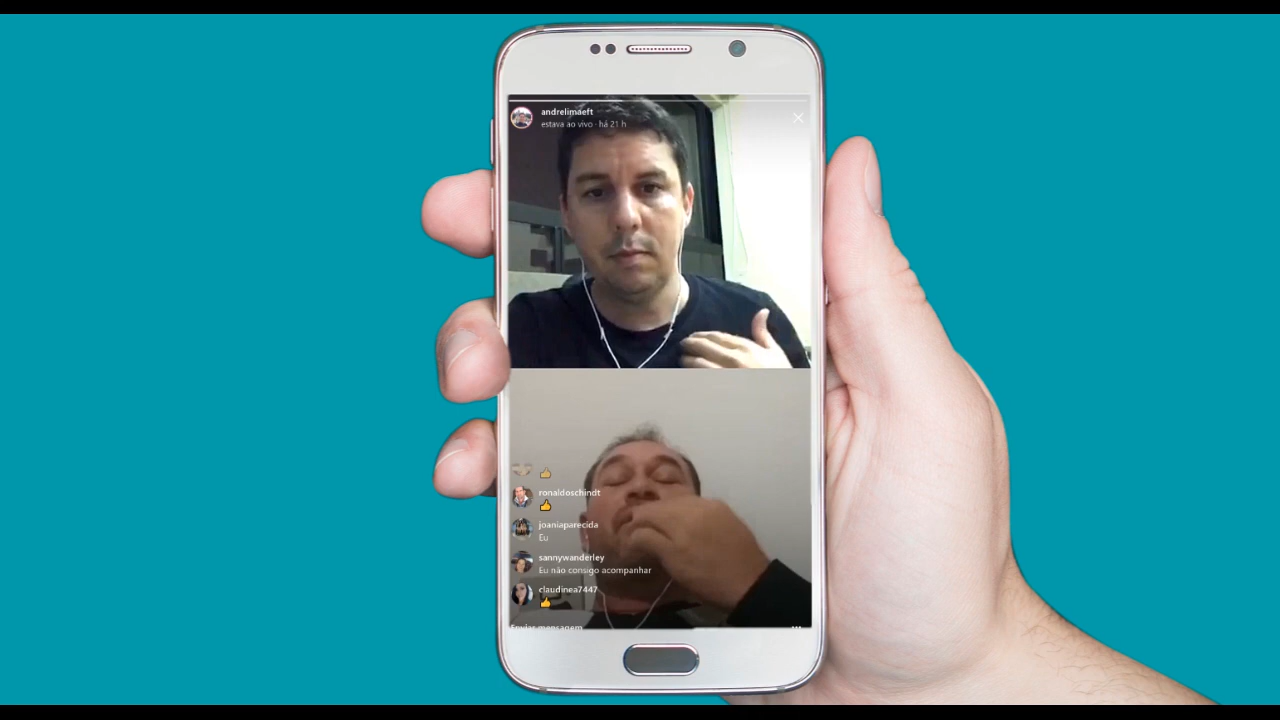 andrelimaeft
estava ao vivo · há 21 h
ronaldoschindt
joaniaparecida
Eu
sannywanderley
Eu não consigo acompanhar
claudinea7447
Enviar mensagem